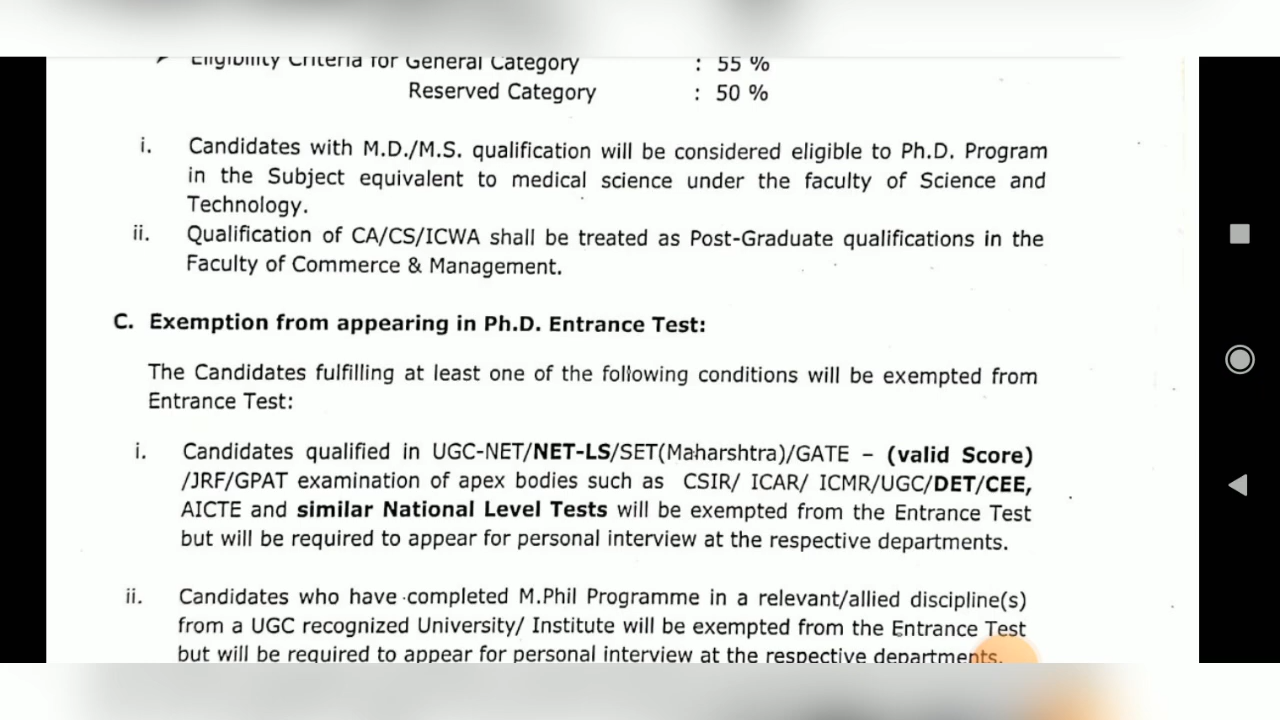 Eligibility Criteria for General Category : 55 %
Reserved Category : 50 %
i. Candidates with M.D./M.S. qualification will be considered eligible to Ph.D. Program
in the Subject equivalent to medical science under the faculty of Science and
Technology.
ii. Qualification of CA/CS/ICWA shall be treated as Post-Graduate qualifications in the
Faculty of Commerce & Management.
C. Exemption from appearing in Ph.D. Entrance Test:
The Candidates fulfilling at least one of the following conditions will be exempted from
Entrance Test:
i. Candidates qualified in UGC-NET/NET-LS/SET(Maharshtra)/GATE – (valid Score)
/JRF/GPAT examination of apex bodies such as CSIR/ ICAR/ ICMR/UGC/DET/CEE,
AICTE and similar National Level Tests will be exempted from the Entrance Test
but will be required to appear for personal interview at the respective departments.
ii. Candidates who have completed M.Phil Programme in a relevant/allied discipline(s)
from a UGC recognized University/ Institute will be exempted from the Entrance Test
but will be required to appear for personal interview at the respective departments.